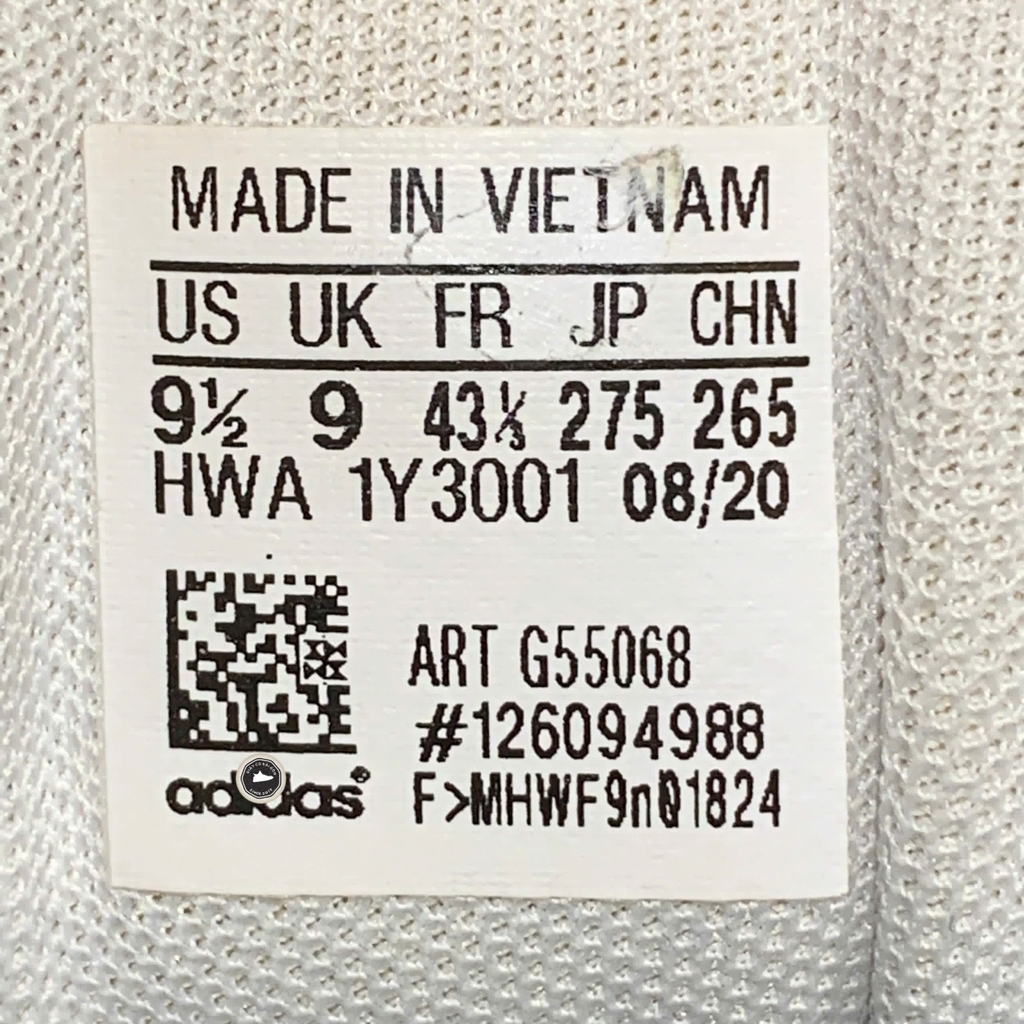 MADE IN VIETNAM
US UK FR JP CHN
9½ 9 43⅓ 275 265
HWA 1Y3001 08/20
ART G55068
#126094988
adidas®